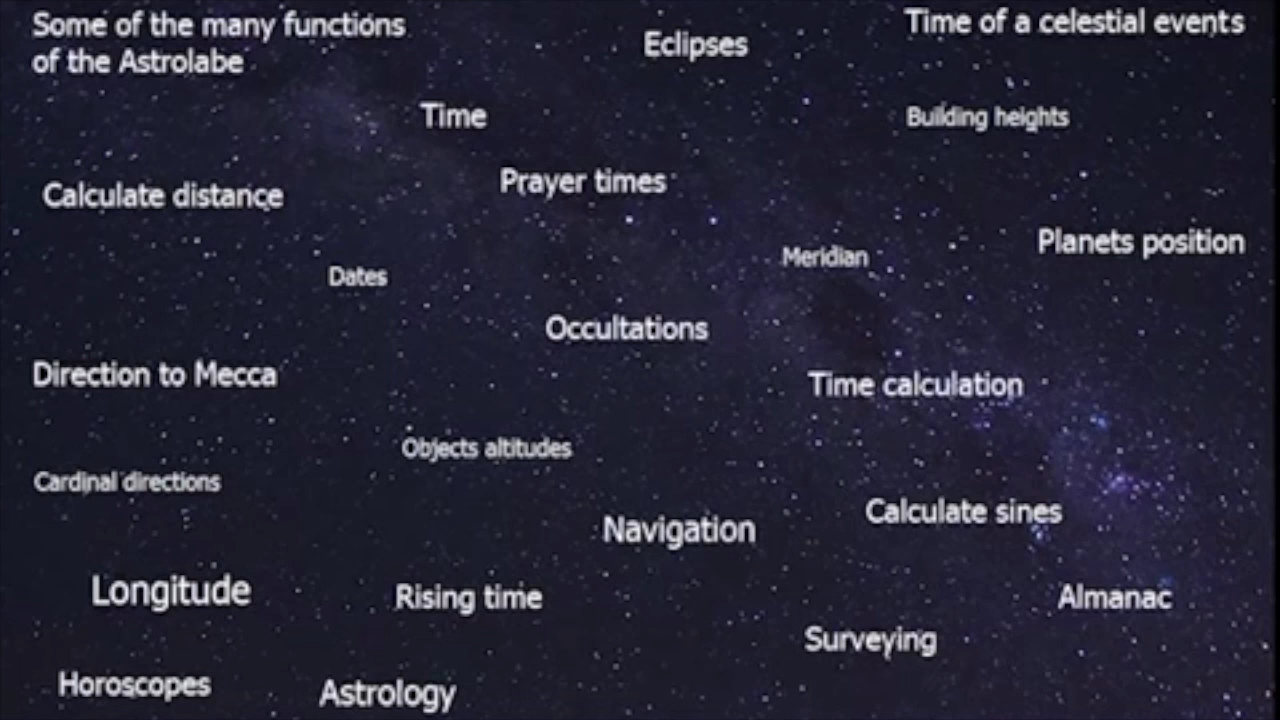 Some of the many functions
of the Astrolabe
Eclipses
Time of a celestial events
Time
Building heights
Prayer times
Calculate distance
Planets position
Meridian
Dates
Occultations
Direction to Mecca
Time calculation
Objects altitudes
Cardinal directions
Calculate sines
Navigation
Longitude
Rising time
Almanac
Surveying
Horoscopes
Astrology